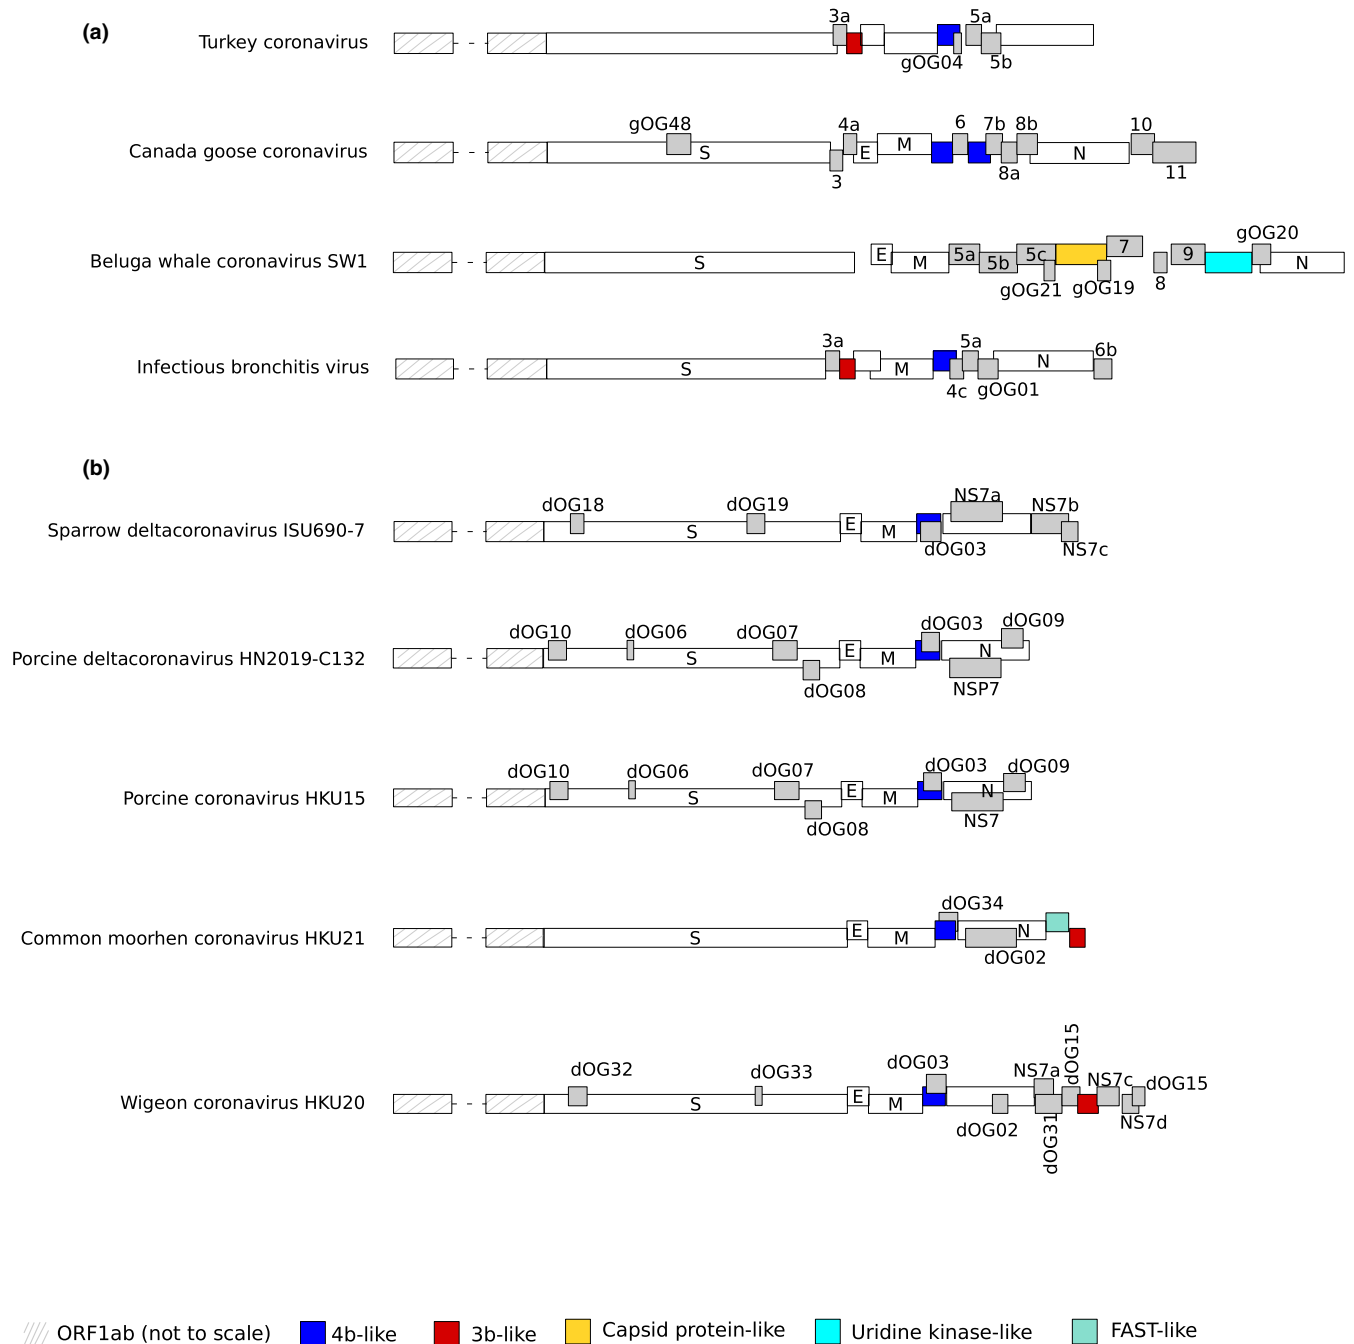 (a)
3a
5a
Turkey coronavirus
gOG04
5b
gOG48
4a
6
7b
8b
10
Canada goose coronavirus
S
E
M
N
3
8a
11
gOG20
Beluga whale coronavirus SW1
S
E
M
5a
5b
5c
7
9
N
gOG21
gOG19
8
3a
5a
6b
Infectious bronchitis virus
S
M
N
4c
gOG01
(b)
dOG18
dOG19
NS7a
NS7b
Sparrow deltacoronavirus ISU690-7
S
E
M
dOG03
NS7c
dOG10
dOG06
dOG07
dOG03
dOG09
Porcine deltacoronavirus HN2019-C132
S
E
M
N
dOG08
NSP7
dOG10
dOG06
dOG07
dOG03
dOG09
Porcine coronavirus HKU15
S
E
M
N
dOG08
NS7
dOG34
Common moorhen coronavirus HKU21
S
E
M
N
dOG02
dOG32
dOG33
dOG03
NS7a
dOG15
NS7c
dOG15
Wigeon coronavirus HKU20
S
E
M
dOG02
dOG31
NS7d
ORF1ab (not to scale)
4b-like
3b-like
Capsid protein-like
Uridine kinase-like
FAST-like